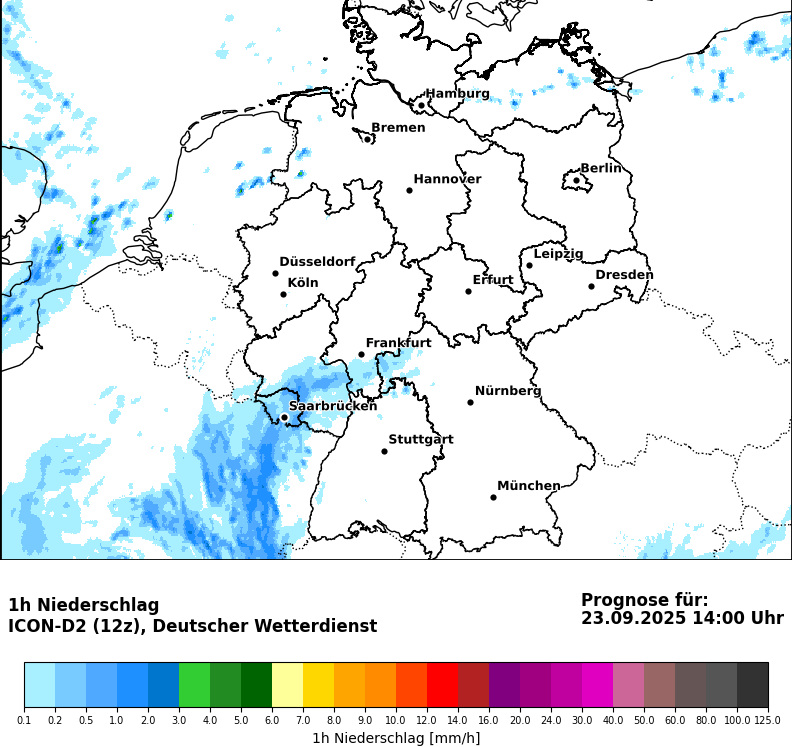 Hamburg
Bremen
Berlin
Hannover
Düsseldorf
Leipzig
Köln
Erfurt
Dresden
Frankfurt
Nürnberg
Saarbrücken
Stuttgart
München
1h Niederschlag
ICON-D2 (12z), Deutscher Wetterdienst
Prognose für:
23.09.2025 14:00 Uhr
0.1 0.2 0.5 1.0 2.0 3.0 4.0 5.0 6.0 7.0 8.0 9.0 10.0 12.0 14.0 16.0 20.0 24.0 30.0 40.0 50.0 60.0 80.0 100.0 125.0
1h Niederschlag [mm/h]